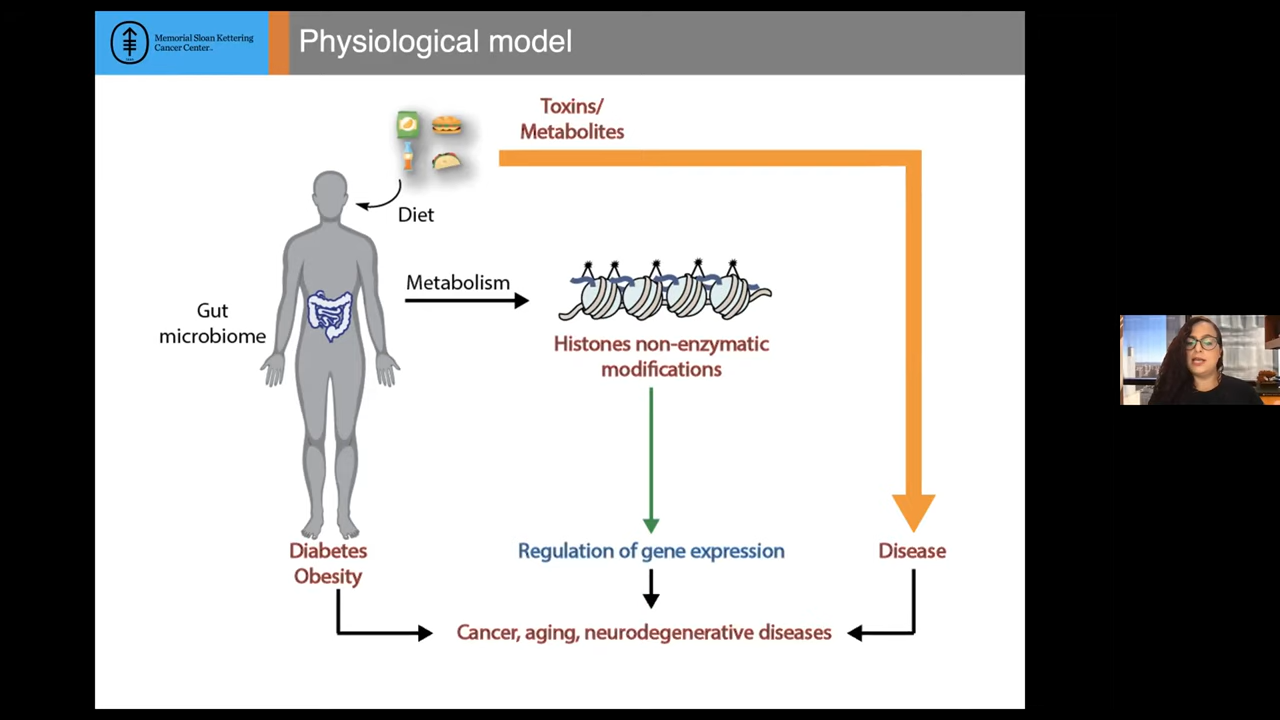 Memorial Sloan Kettering
Cancer Center
Physiological model
Toxins/
Metabolites
Diet
Metabolism
Gut
microbiome
Histones non-enzymatic
modifications
Diabetes
Obesity
Regulation of gene expression
Disease
Cancer, aging, neurodegenerative diseases